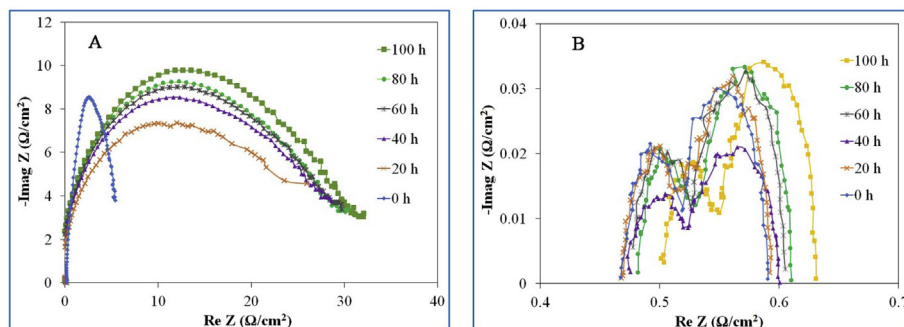 A
-Imag Z (Ω/cm²)
12
10
8
6
4
2
0
0
10
20
30
40
Re Z (Ω/cm²)
100 h
80 h
60 h
40 h
20 h
0 h
B
-Imag Z (Ω/cm²)
0.04
0.03
0.02
0.01
0
0.4
0.5
0.6
0.7
Re Z (Ω/cm²)
100 h
80 h
60 h
40 h
20 h
0 h